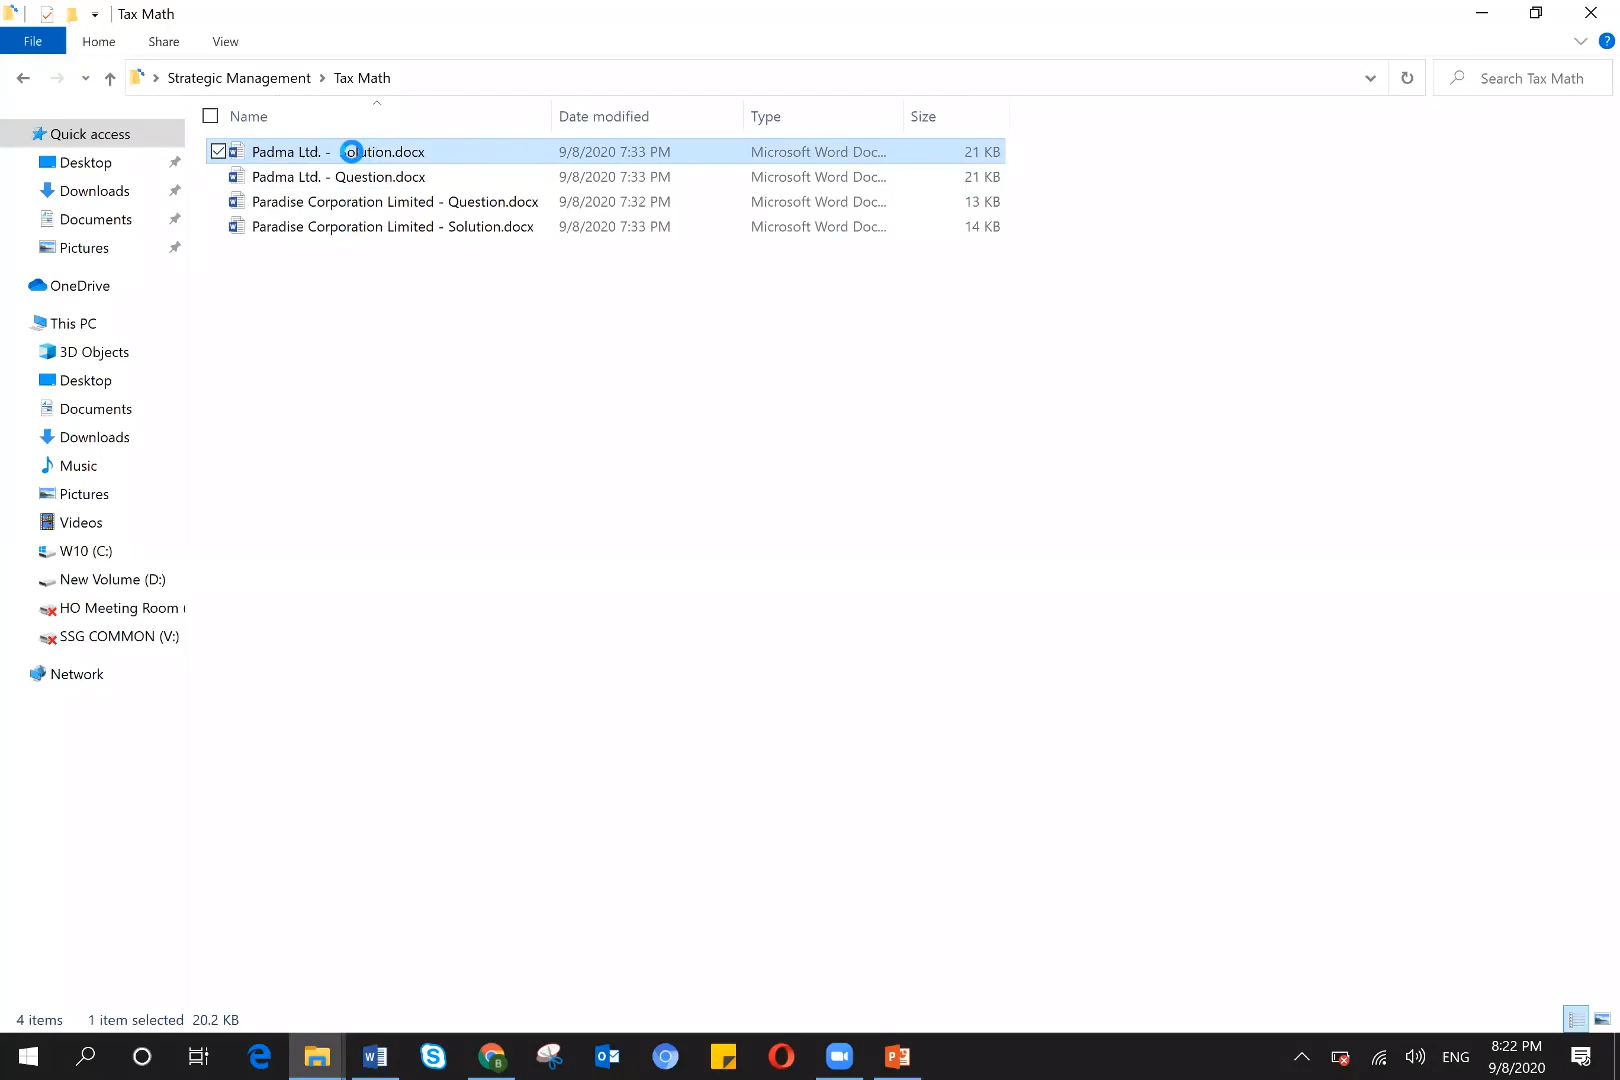 Tax Math
File Home Share View
Strategic Management Tax Math Search Tax Math
Name Date modified Type Size
Quick access
Desktop
Downloads
Documents
Pictures
OneDrive
This PC
3D Objects
Desktop
Documents
Downloads
Music
Pictures
Videos
W10 (C:)
New Volume (D:)
HO Meeting Room (
SSG COMMON (V:)
Network
Padma Ltd. - Solution.docx 9/8/2020 7:33 PM Microsoft Word Doc... 21 KB
Padma Ltd. - Question.docx 9/8/2020 7:33 PM Microsoft Word Doc... 21 KB
Paradise Corporation Limited - Question.docx 9/8/2020 7:32 PM Microsoft Word Doc... 13 KB
Paradise Corporation Limited - Solution.docx 9/8/2020 7:33 PM Microsoft Word Doc... 14 KB
4 items 1 item selected 20.2 KB
ENG
8:22 PM
9/8/2020